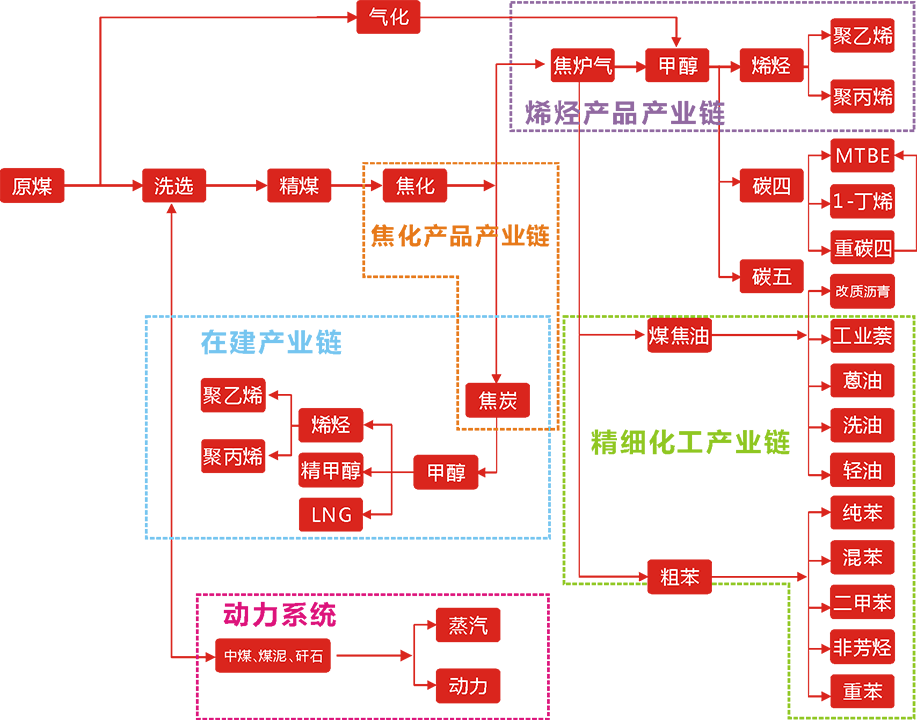 气化
焦炉气
甲醇
烯烃
聚乙烯
聚丙烯
烯烃产品产业链
原煤
洗选
精煤
焦化
焦化产品产业链
碳四
MTBE
1-丁烯
重碳四
碳五
改质沥青
煤焦油
工业萘
蒽油
洗油
轻油
精细化工产业链
在建产业链
焦炭
聚乙烯
聚丙烯
烯烃
精甲醇
LNG
甲醇
粗苯
纯苯
混苯
二甲苯
非芳烃
重苯
动力系统
中煤、煤泥、矸石
蒸汽
动力